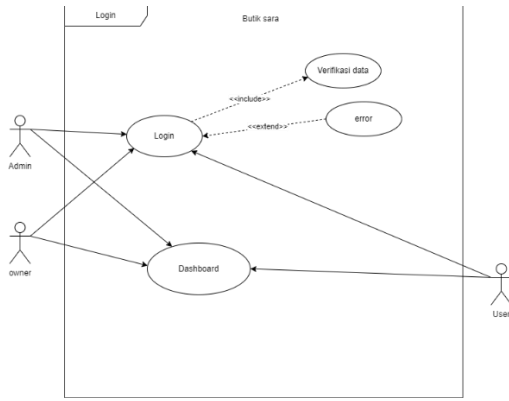 Login
Butik sara
Verifikasi data
<<include>>
error
<<extend>>
Login
Admin
owner
Dashboard
User